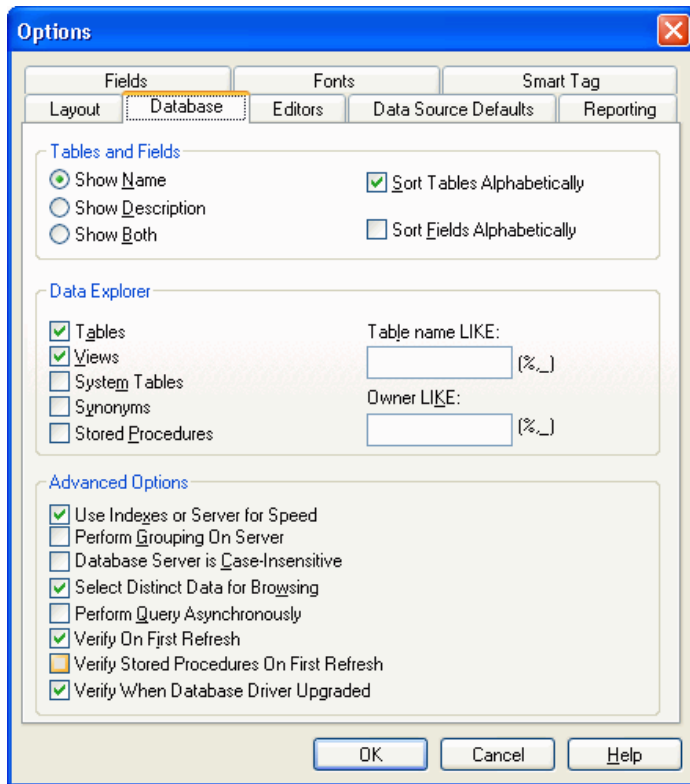 Options
Fields Fonts Smart Tag
Layout Database Editors Data Source Defaults Reporting
Tables and Fields
Show Name
Show Description
Show Both
Sort Tables Alphabetically
Sort Fields Alphabetically
Data Explorer
Tables
Views
System Tables
Synonyms
Stored Procedures
Table name LIKE:
(%,_)
Owner LIKE:
(%,_)
Advanced Options
Use Indexes or Server for Speed
Perform Grouping On Server
Database Server is Case-Insensitive
Select Distinct Data for Browsing
Perform Query Asynchronously
Verify On First Refresh
Verify Stored Procedures On First Refresh
Verify When Database Driver Upgraded
OK Cancel Help